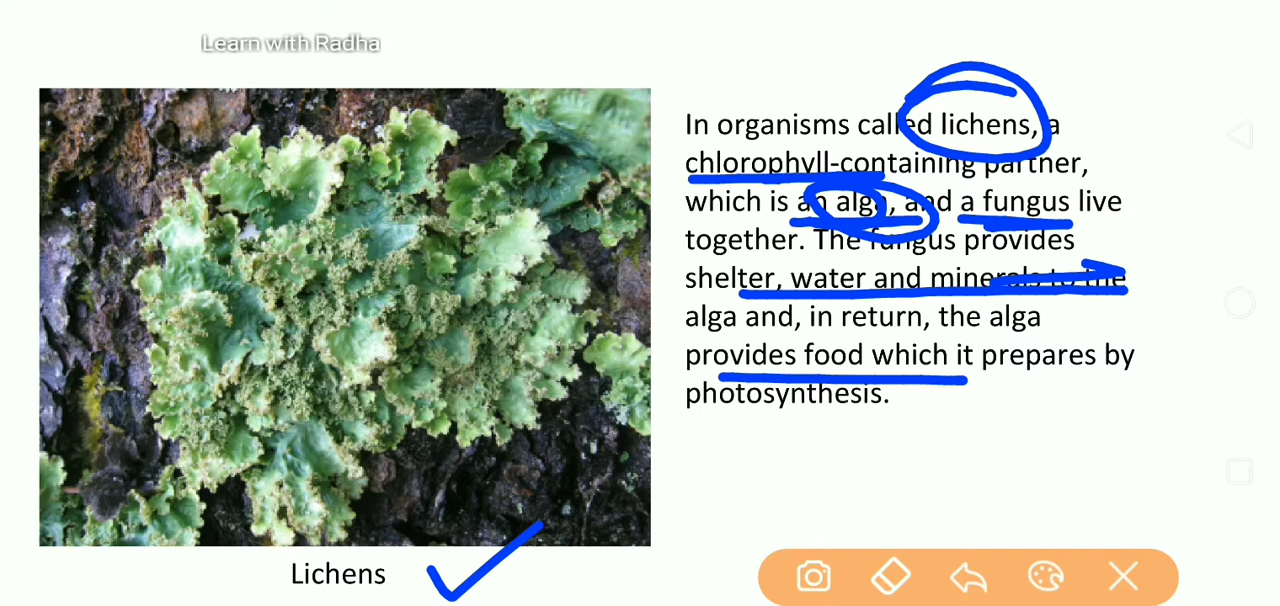 Learn with Radha
In organisms called lichens, a
chlorophyll-containing partner,
which is an alga, and a fungus live
together. The fungus provides
shelter, water and minerals to the
alga and, in return, the alga
provides food which it prepares by
photosynthesis.
Lichens